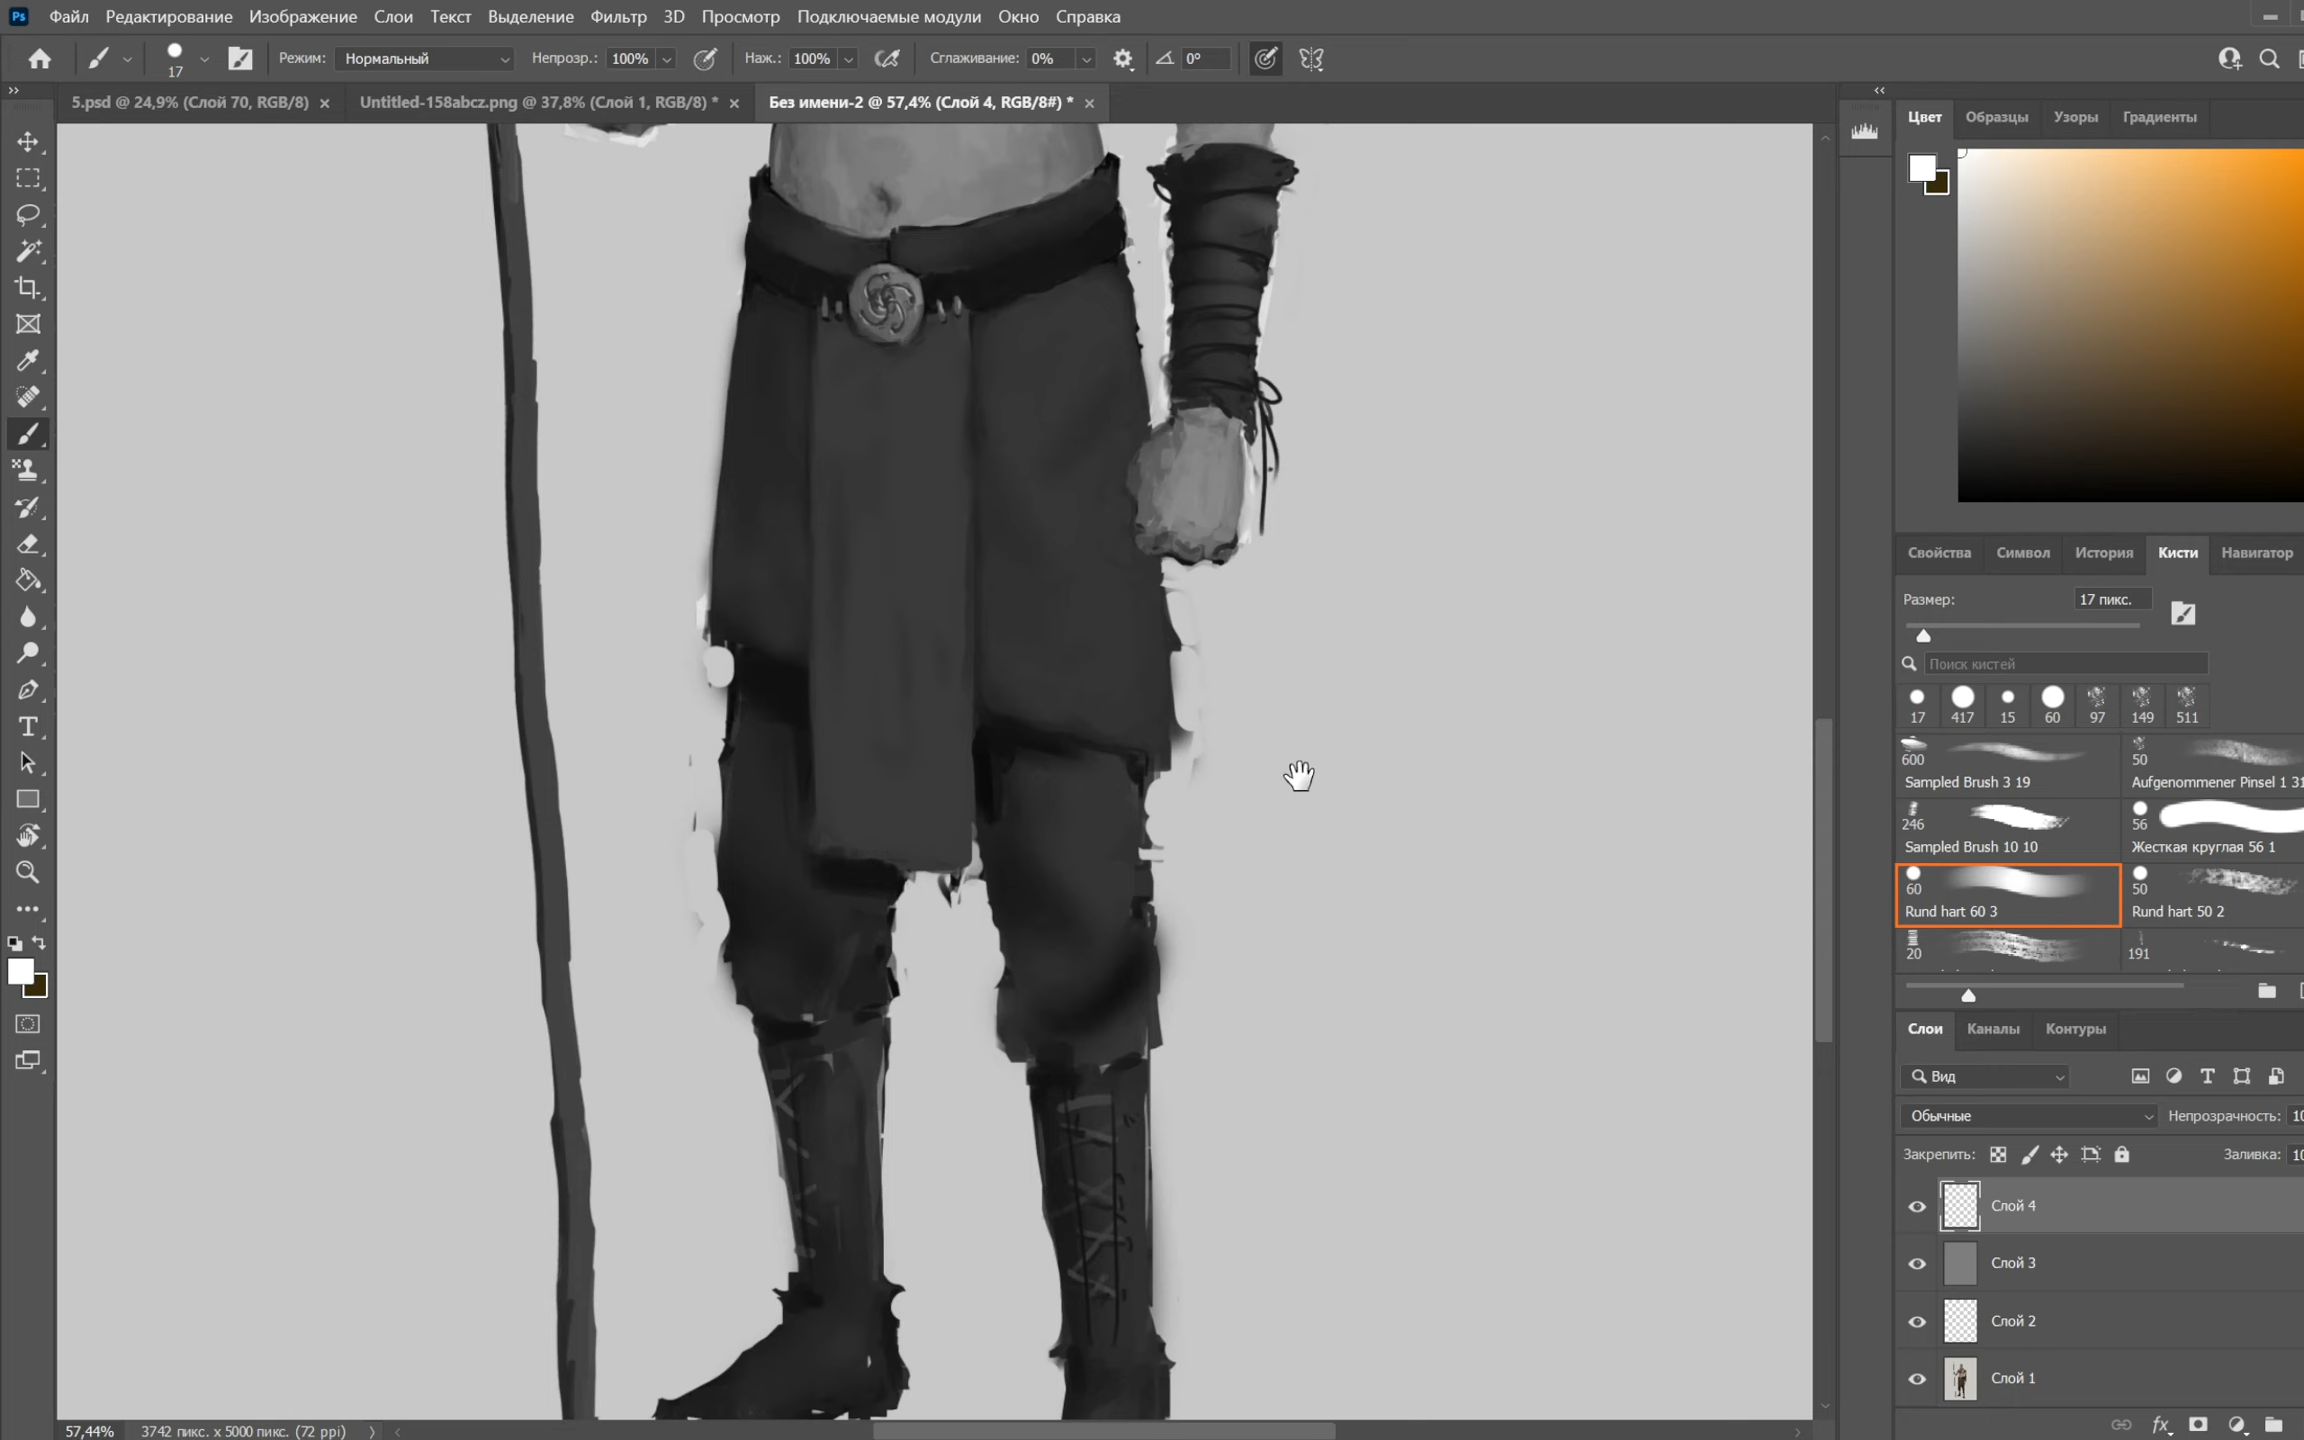 Ps Файл Редактирование Изображение Слои Текст Выделение Фильтр 3D Просмотр Подключаемые модули Окно Справка
17 Режим: Нормальный Непрозр.: 100% Наж.: 100% Сглаживание: 0% 0°
5.psd @ 24,9% (Слой 70, RGB/8) × Untitled-158abcz.png @ 37,8% (Слой 1, RGB/8) * × Без имени-2 @ 57,4% (Слой 4, RGB/8#) * ×
Цвет Образцы Узоры Градиенты
Свойства Символ История Кисти Навигатор
Размер: 17 пикс.
Поиск кистей
17 417 15 60 97 149 511
600 50
Sampled Brush 3 19 Aufgenommener Pinsel 1 31
246 56
Sampled Brush 10 10 Жесткая круглая 56 1
60 50
Rund hart 60 3 Rund hart 50 2
20 191
Слои Каналы Контуры
Вид
Обычные Непрозрачность: 10
Закрепить: Заливка: 10
Слой 4
Слой 3
Слой 2
Слой 1
fx
57,44% 3742 пикс. x 5000 пикс. (72 ppi)